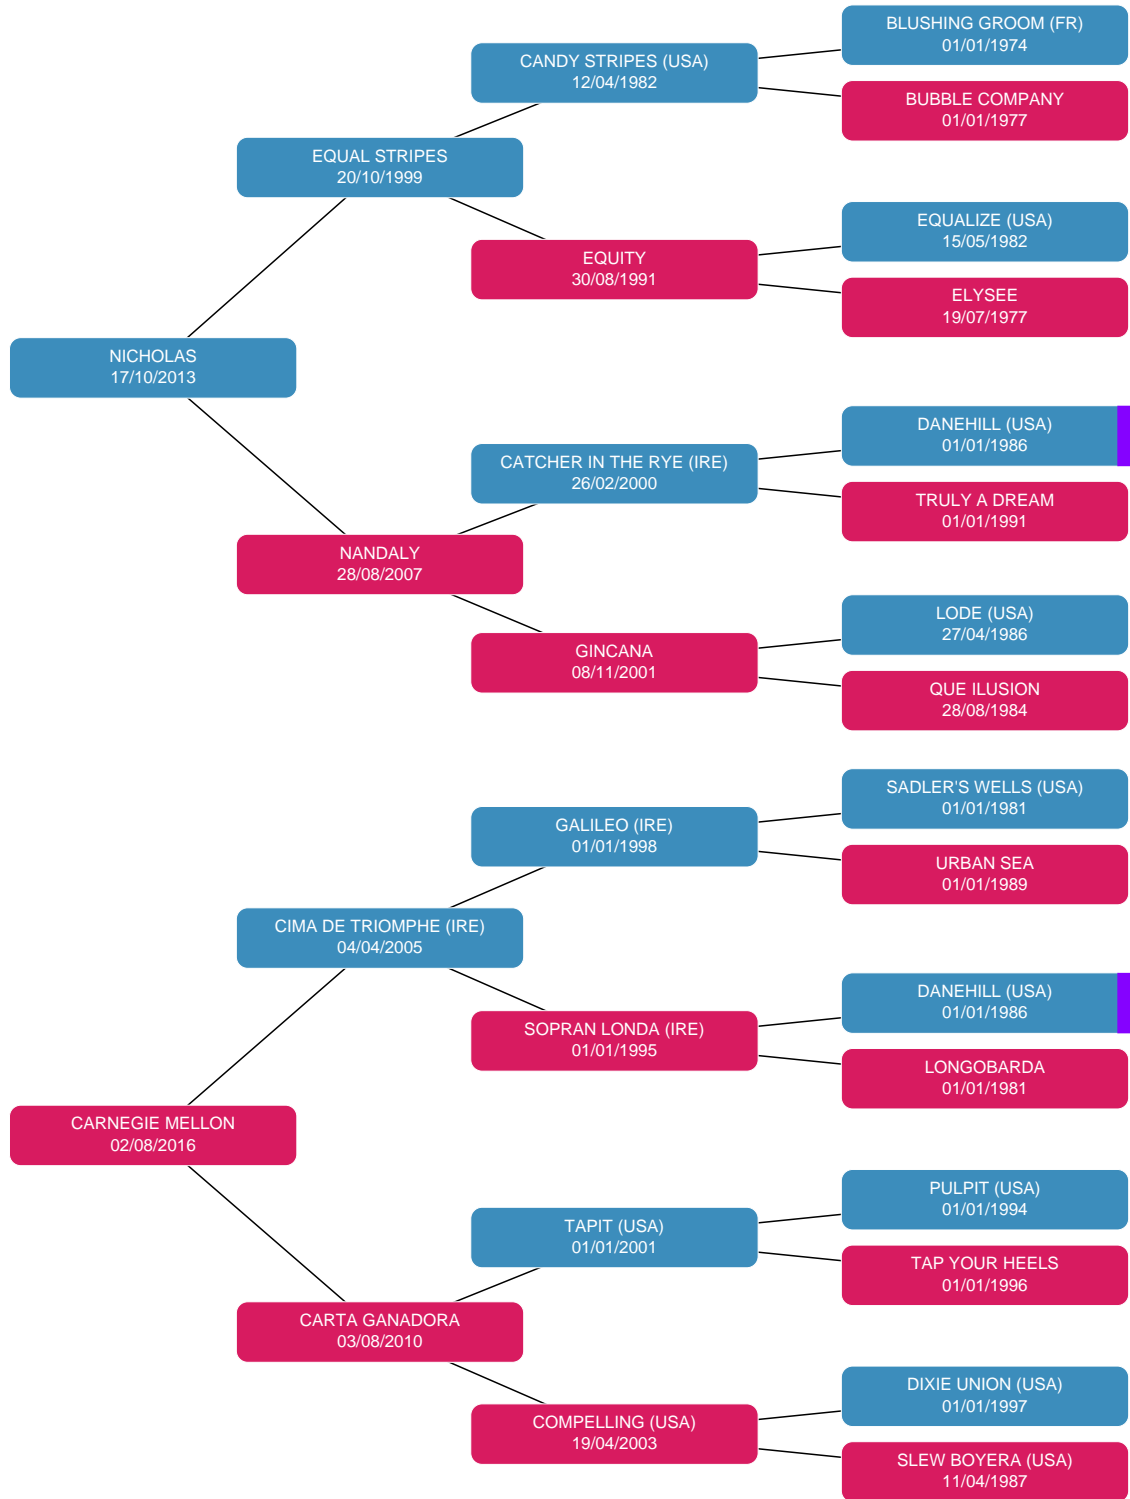 BLUSHING GROOM (FR)
01/01/1974
CANDY STRIPES (USA)
12/04/1982
BUBBLE COMPANY
01/01/1977
EQUAL STRIPES
20/10/1999
EQUALIZE (USA)
15/05/1982
EQUITY
30/08/1991
ELYSEE
19/07/1977
NICHOLAS
17/10/2013
DANEHILL (USA)
01/01/1986
CATCHER IN THE RYE (IRE)
26/02/2000
TRULY A DREAM
01/01/1991
NANDALY
28/08/2007
LODE (USA)
27/04/1986
GINCANA
08/11/2001
QUE ILUSION
28/08/1984
SADLER'S WELLS (USA)
01/01/1981
GALILEO (IRE)
01/01/1998
URBAN SEA
01/01/1989
CIMA DE TRIOMPHE (IRE)
04/04/2005
DANEHILL (USA)
01/01/1986
SOPRAN LONDA (IRE)
01/01/1995
LONGOBARDA
01/01/1981
CARNEGIE MELLON
02/08/2016
PULPIT (USA)
01/01/1994
TAPIT (USA)
01/01/2001
TAP YOUR HEELS
01/01/1996
CARTA GANADORA
03/08/2010
DIXIE UNION (USA)
01/01/1997
COMPELLING (USA)
19/04/2003
SLEW BOYERA (USA)
11/04/1987